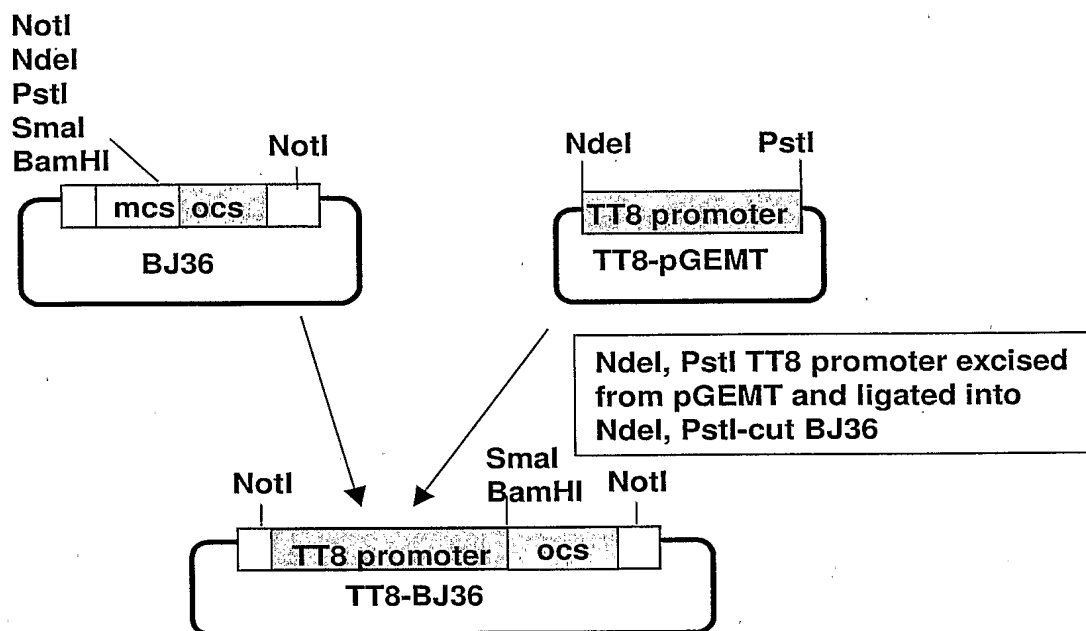 NotI
NdeI
PstI
SmaI
BamHI
NotI
mcs ocs
BJ36
NdeI PstI
TT8 promoter
TT8-pGEMT
NdeI, PstI TT8 promoter excised
from pGEMT and ligated into
NdeI, PstI-cut BJ36
NotI
SmaI
BamHI
NotI
TT8 promoter ocs
TT8-BJ36